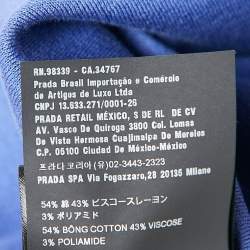 RN.98339 - CA.34767
Prada Brasil Importação e Comércio
de Artigos de Luxo Ltda
CNPJ 13.633.271/0001-26
PRADA RETAIL MÉXICO, S DE RL DE CV
AV. Vasco De Quiroga 3800 Col. Lomas
De Vista Hermosa Cuajimalpa De Morelos
C.P. 05100 Ciudad De México - México
프라다코리아 (유) 02-3443-2323
PRADA SPA Via Fogazzaro,28 20135 Milano
54% 綿 43% ビスコースレーヨン
3% ポリアミド
54% BÔNG COTTON 43% VISCOSE
3% POLIAMIDE